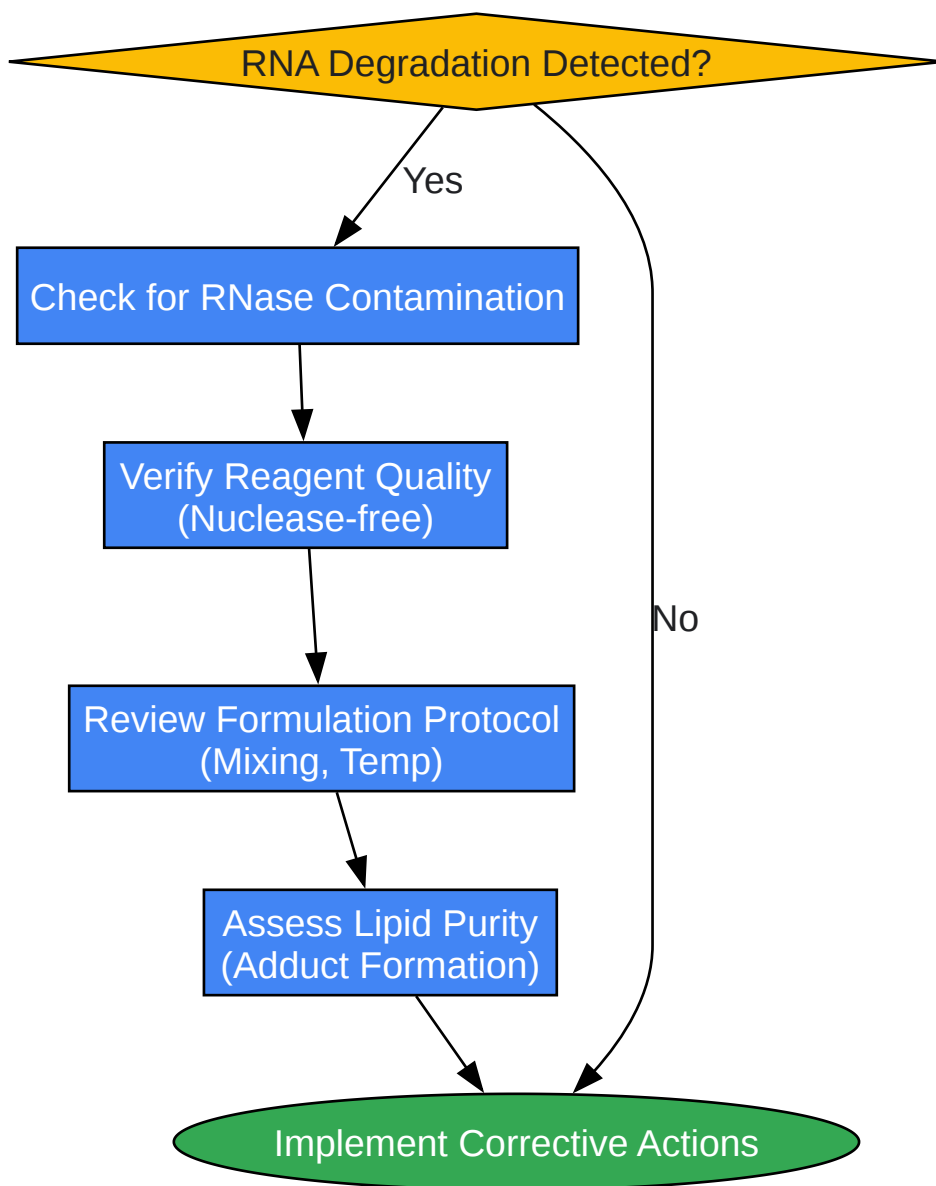 RNA Degradation Detected?
Yes
Check for RNase Contamination
Verify Reagent Quality
(Nuclease-free)
No
Review Formulation Protocol
(Mixing, Temp)
Assess Lipid Purity
(Adduct Formation)
Implement Corrective Actions